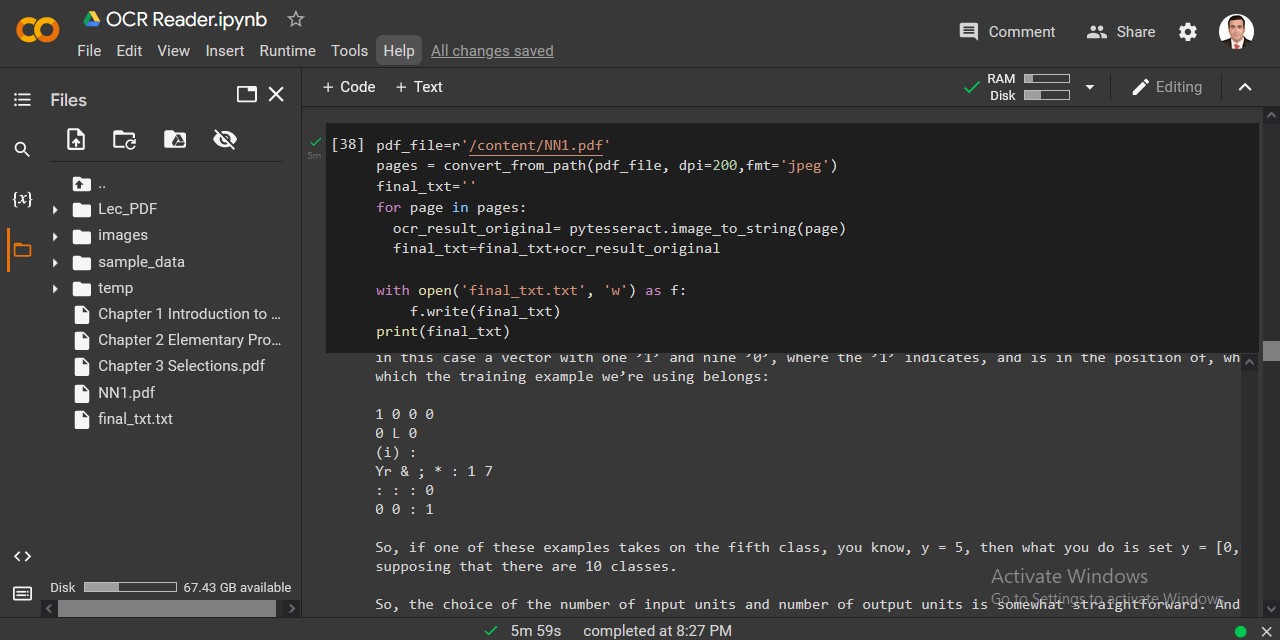 OCR Reader.ipynb
File Edit View Insert Runtime Tools Help All changes saved
Comment Share
Files
+ Code + Text
RAM
Disk
Editing
..
Lec_PDF
images
sample_data
temp
Chapter 1 Introduction to ...
Chapter 2 Elementary Pro...
Chapter 3 Selections.pdf
NN1.pdf
final_txt.txt
{x}
<>
Disk 67.43 GB available
5m
[38] pdf_file=r'/content/NN1.pdf'
pages = convert_from_path(pdf_file, dpi=200,fmt='jpeg')
final_txt=''
for page in pages:
ocr_result_original= pytesseract.image_to_string(page)
final_txt=final_txt+ocr_result_original
with open('final_txt.txt', 'w') as f:
f.write(final_txt)
print(final_txt)
in this case a vector with one ’1’ and nine ’0’, where the ’1’ indicates, and is in the position of, wh
which the training example we’re using belongs:
1 0 0 0
0 L 0
(i) :
Yr & ; * : 1 7
: : : 0
0 0 : 1
So, if one of these examples takes on the fifth class, you know, y = 5, then what you do is set y = [0,
supposing that there are 10 classes.
So, the choice of the number of input units and number of output units is somewhat straightforward. And
Activate Windows
Go to Settings to activate Windows.
5m 59s completed at 8:27 PM